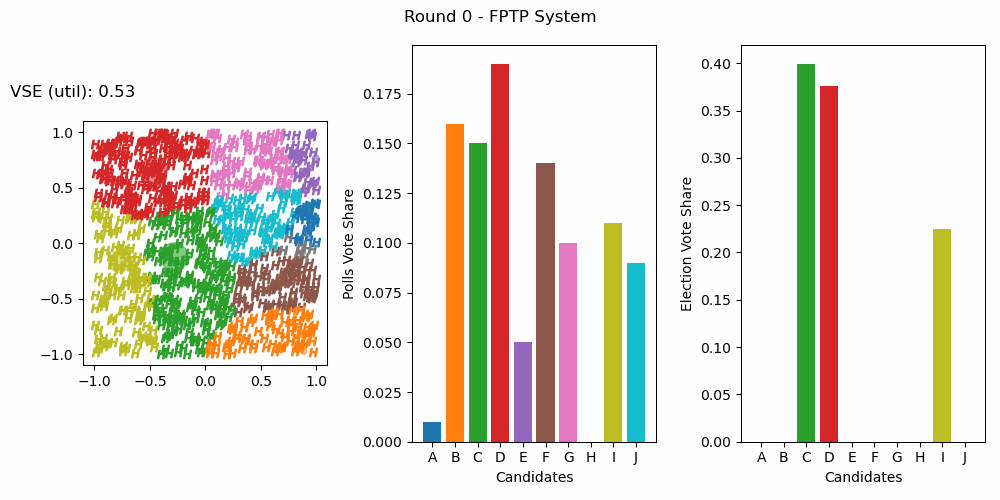 Round 0 - FPTP System
VSE (util): 0.53
1.0
0.5
0.0
−0.5
−1.0
−1.0 −0.5 0.0 0.5 1.0
Polls Vote Share
0.175
0.150
0.125
0.100
0.075
0.050
0.025
0.000
A B C D E F G H I J
Candidates
Election Vote Share
0.40
0.35
0.30
0.25
0.20
0.15
0.10
0.05
0.00
A B C D E F G H I J
Candidates